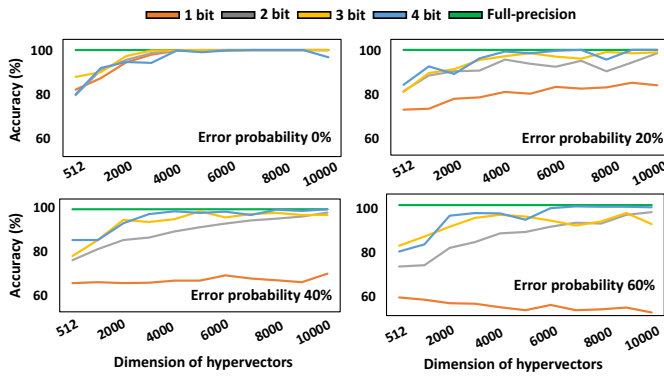 1 bit 2 bit 3 bit 4 bit Full-precision
Accuracy (%)
100
80
60
Error probability 0%
512 2000 4000 6000 8000 10000
100
80
60
Error probability 20%
512 2000 4000 6000 8000 10000
Accuracy (%)
100
80
60
Error probability 40%
512 2000 4000 6000 8000 10000
Dimension of hypervectors
100
80
60
Error probability 60%
512 2000 4000 6000 8000 10000
Dimension of hypervectors